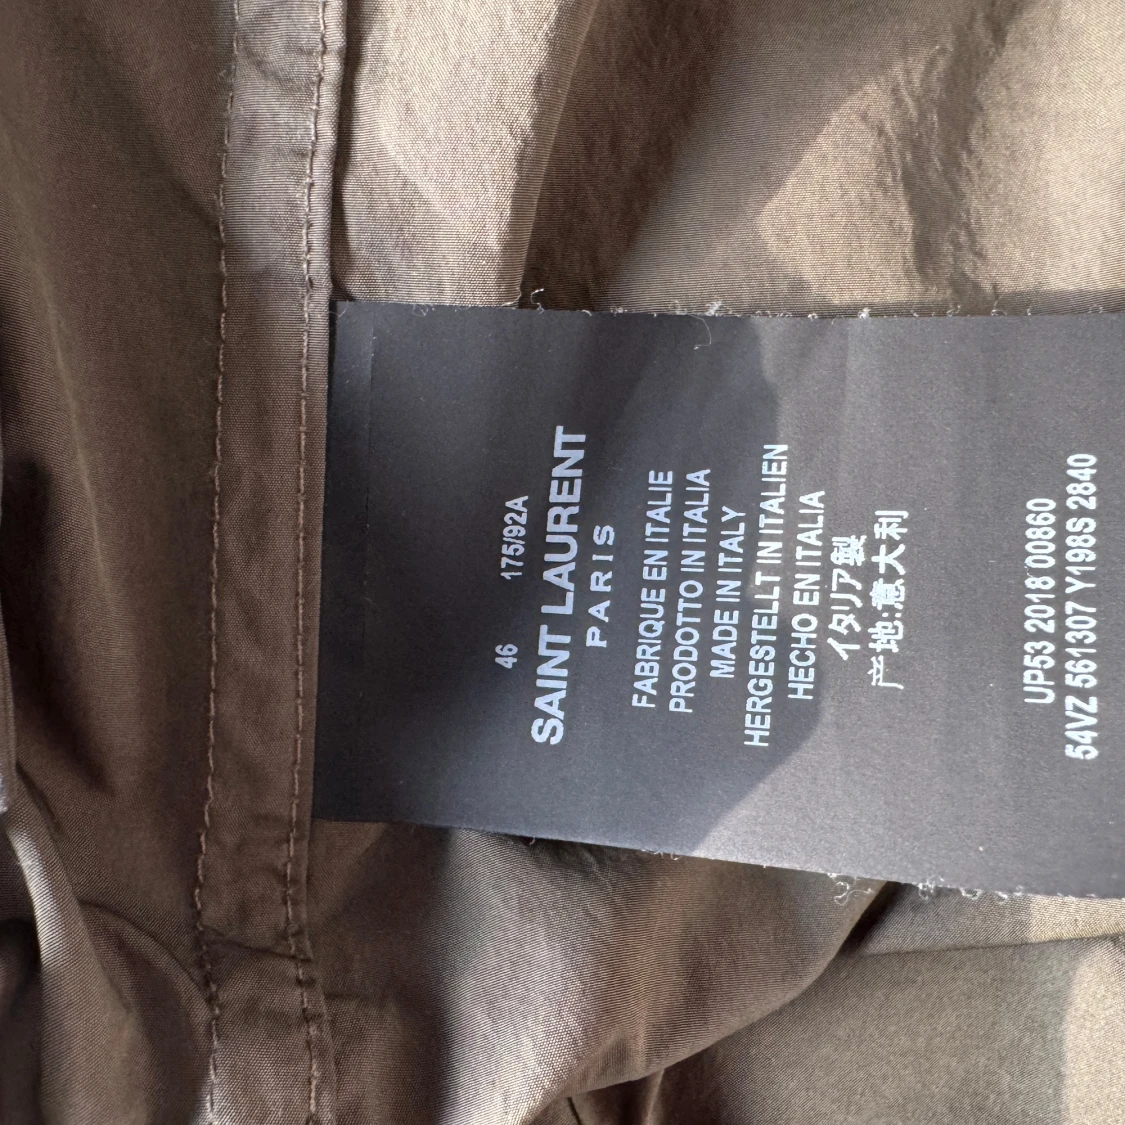 46 175/92A
SAINT LAURENT
PARIS
FABRIQUE EN ITALIE
PRODOTTO IN ITALIA
MADE IN ITALY
HERGESTELLT IN ITALIEN
HECHO EN ITALIA
イタリア製
产地:意大利
UP53 2018 00860
54VZ 561307 Y198S 2840